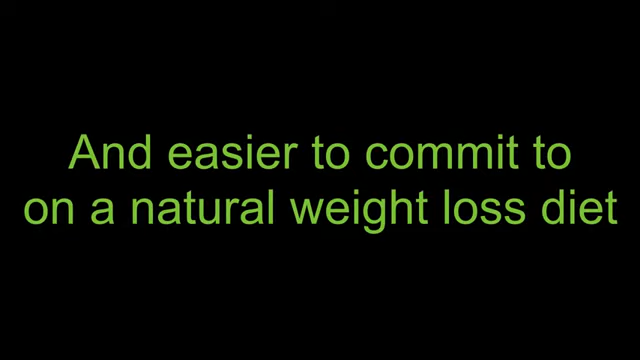 And easier to commit to
on a natural weight loss diet